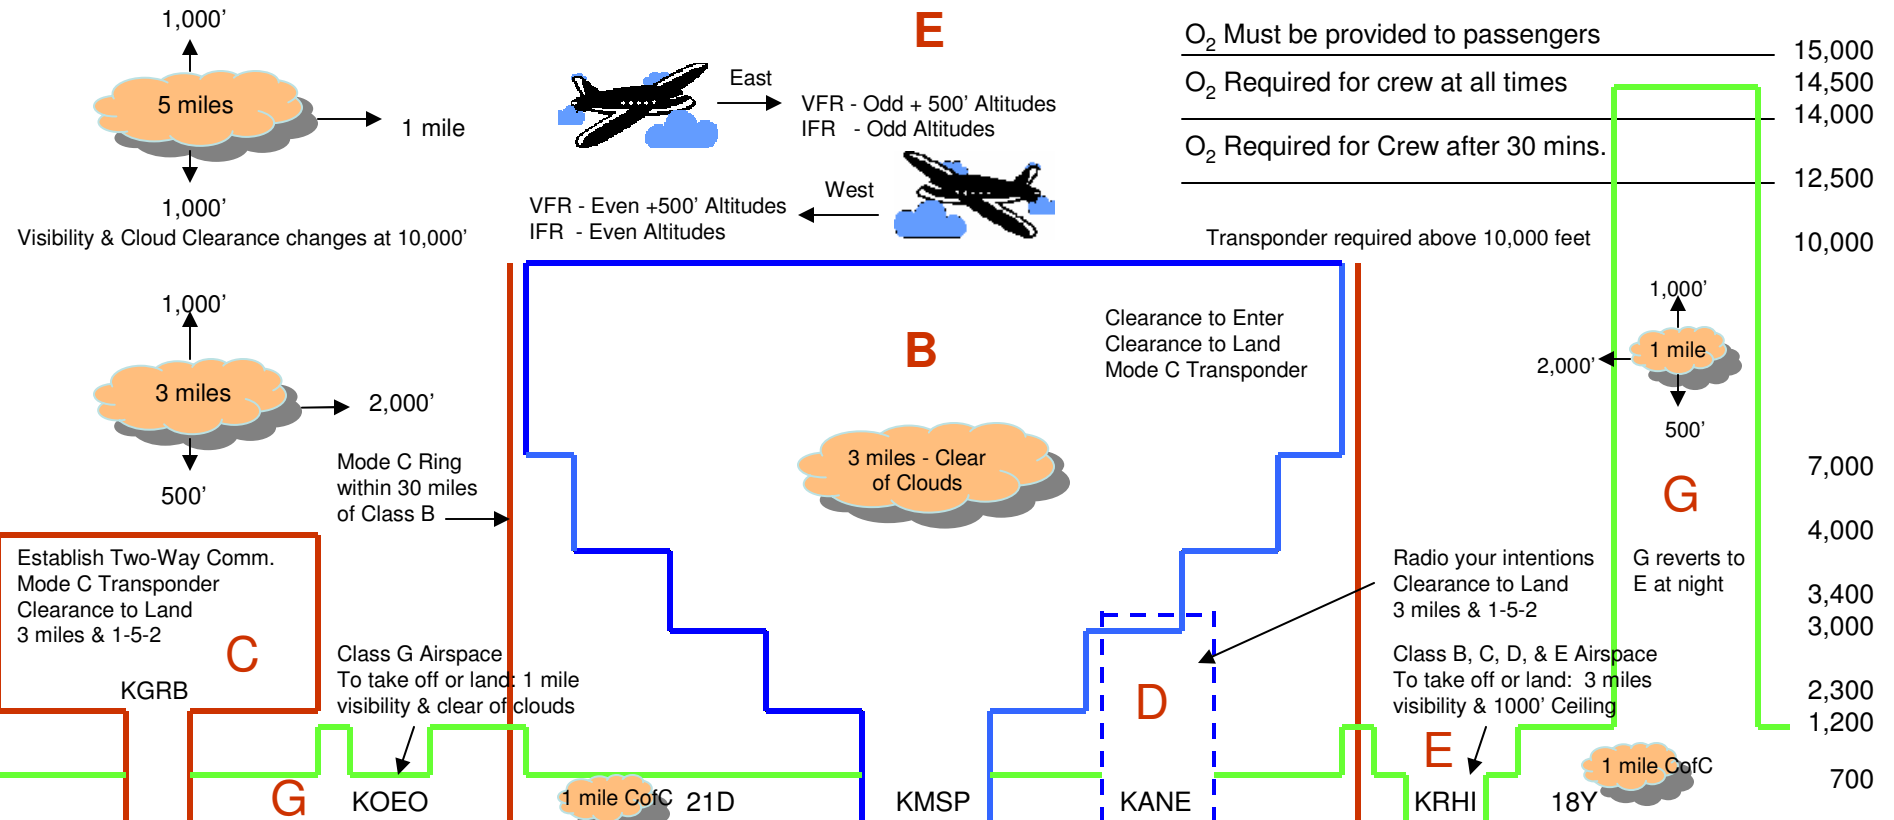 1,000’
5 miles
1 mile
1,000’
Visibility & Cloud Clearance changes at 10,000’
E
East
VFR - Odd + 500’ Altitudes
IFR - Odd Altitudes
West
VFR - Even +500’ Altitudes
IFR - Even Altitudes
O2 Must be provided to passengers
15,000
O2 Required for crew at all times
14,500
14,000
O2 Required for Crew after 30 mins.
12,500
Transponder required above 10,000 feet
10,000
1,000’
3 miles
2,000’
500’
Mode C Ring
within 30 miles
of Class B
B
Clearance to Enter
Clearance to Land
Mode C Transponder
3 miles - Clear
of Clouds
1,000’
1 mile
2,000’
500’
G
7,000
4,000
G reverts to
E at night
3,400
3,000
Establish Two-Way Comm.
Mode C Transponder
Clearance to Land
3 miles & 1-5-2
C
KGRB
Class G Airspace
To take off or land: 1 mile
visibility & clear of clouds
Radio your intentions
Clearance to Land
3 miles & 1-5-2
D
Class B, C, D, & E Airspace
To take off or land: 3 miles
visibility & 1000’ Ceiling
2,300
1,200
E
700
G
KOEO
1 mile CofC
21D
KMSP
KANE
KRHI
18Y
1 mile CofC